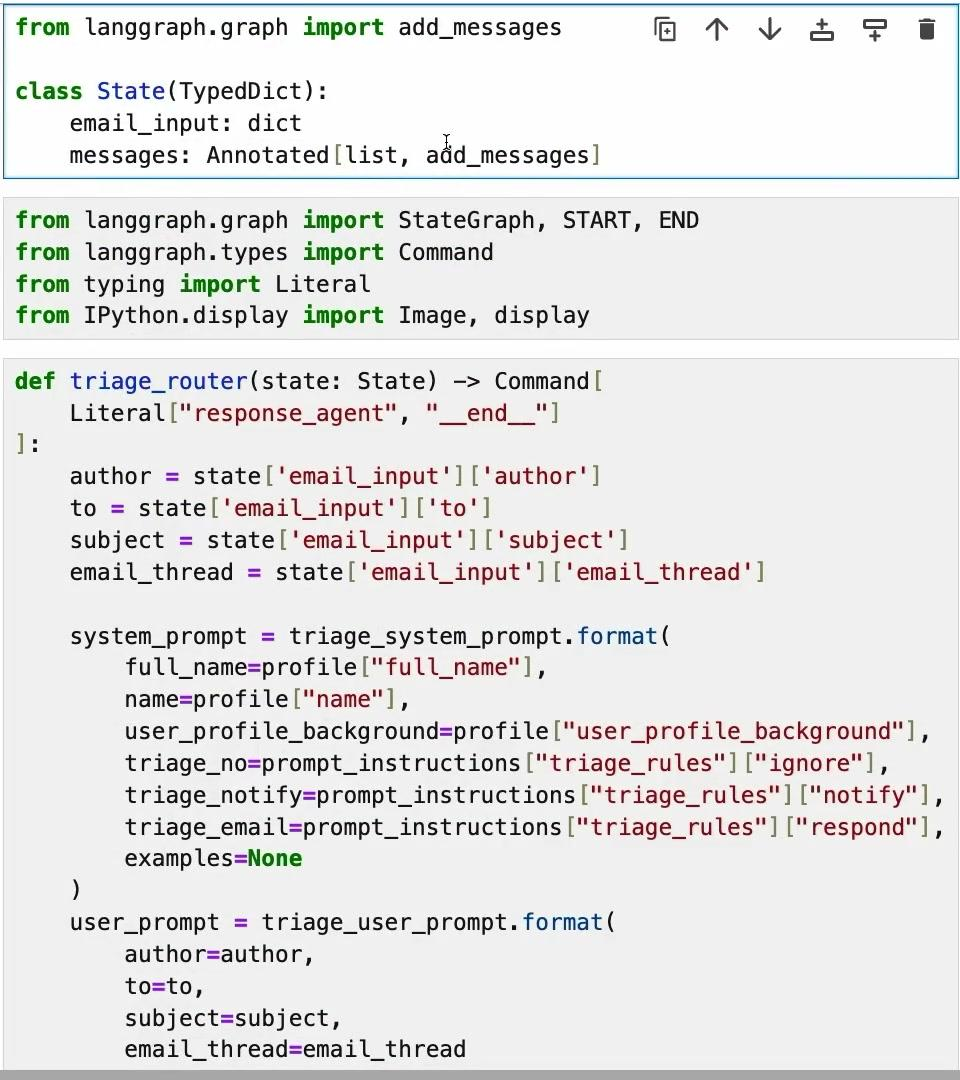 from langgraph.graph import add_messages
class State(TypedDict):
    email_input: dict
    messages: Annotated[list, add_messages]
from langgraph.graph import StateGraph, START, END
from langgraph.types import Command
from typing import Literal
from IPython.display import Image, display
def triage_router(state: State) -> Command[
    Literal["response_agent", "__end__"]
]:
    author = state['email_input']['author']
    to = state['email_input']['to']
    subject = state['email_input']['subject']
    email_thread = state['email_input']['email_thread']
    system_prompt = triage_system_prompt.format(
        full_name=profile["full_name"],
        name=profile["name"],
        user_profile_background=profile["user_profile_background"],
        triage_no=prompt_instructions["triage_rules"]["ignore"],
        triage_notify=prompt_instructions["triage_rules"]["notify"],
        triage_email=prompt_instructions["triage_rules"]["respond"],
        examples=None
    )
    user_prompt = triage_user_prompt.format(
        author=author,
        to=to,
        subject=subject,
        email_thread=email_thread